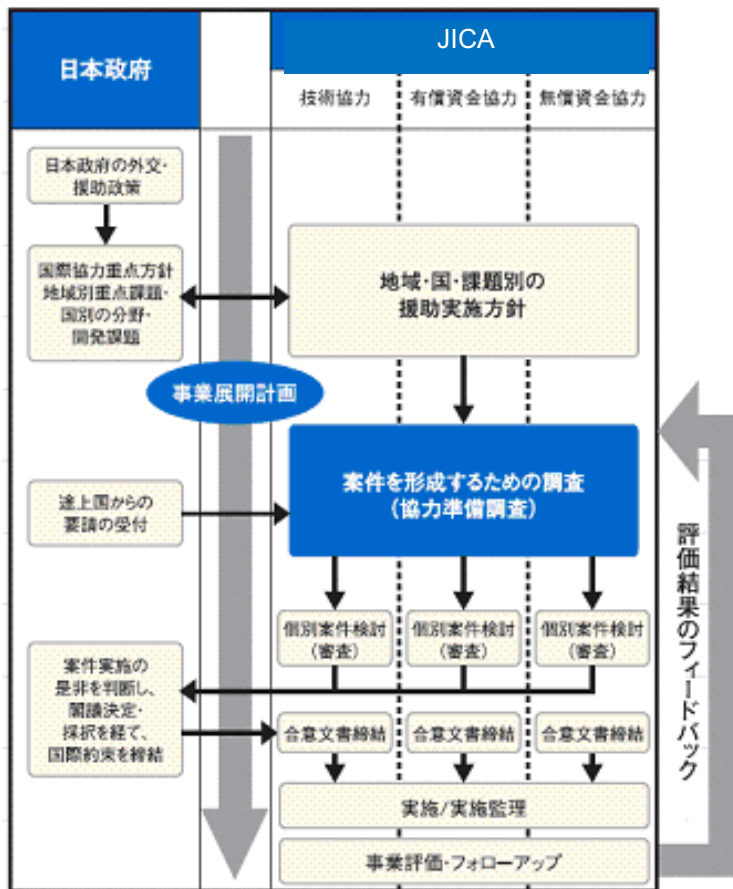 日本政府
JICA
技術協力
有償資金協力
無償資金協力
日本政府の外交・
援助政策
国際協力重点方針
地域別重点課題・
国別の分野・
開発課題
地域・国・課題別の
援助実施方針
事業展開計画
途上国からの
要請の受付
案件を形成するための調査
(協力準備調査)
個別案件検討
(審査)
個別案件検討
(審査)
個別案件検討
(審査)
案件実施の
是非を判断し、
閣議決定・
採択を経て、
国際約束を締結
合意文書締結
合意文書締結
合意文書締結
実施/実施監理
事業評価・フォローアップ
評価結果のフィードバック